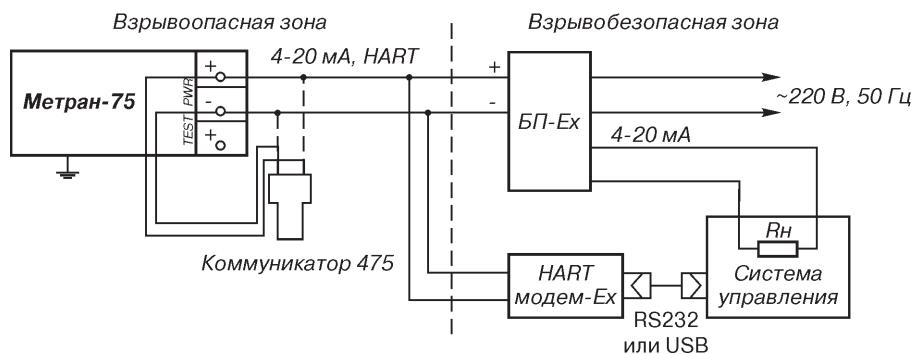 Взрывоопасная зона
Взрывобезопасная зона
4-20 мА, HART
Метран-75
PWR
TEST
+
-
+
+
-
БП-Ex
~220 В, 50 Гц
4-20 мА
Rн
Коммуникатор 475
HART
модем-Ex
Система
управления
RS232
или USB